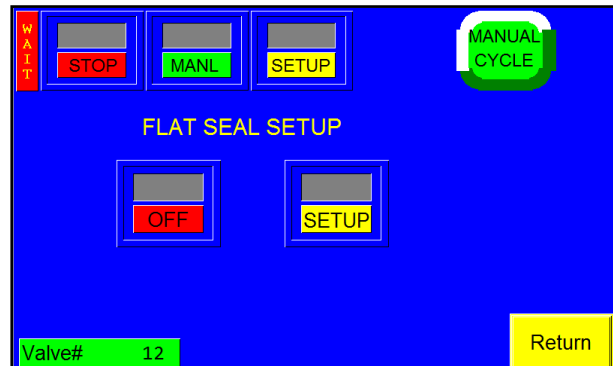 WAIT
STOP
MANL
SETUP
MANUAL
CYCLE
FLAT SEAL SETUP
OFF
SETUP
Valve# 12
Return